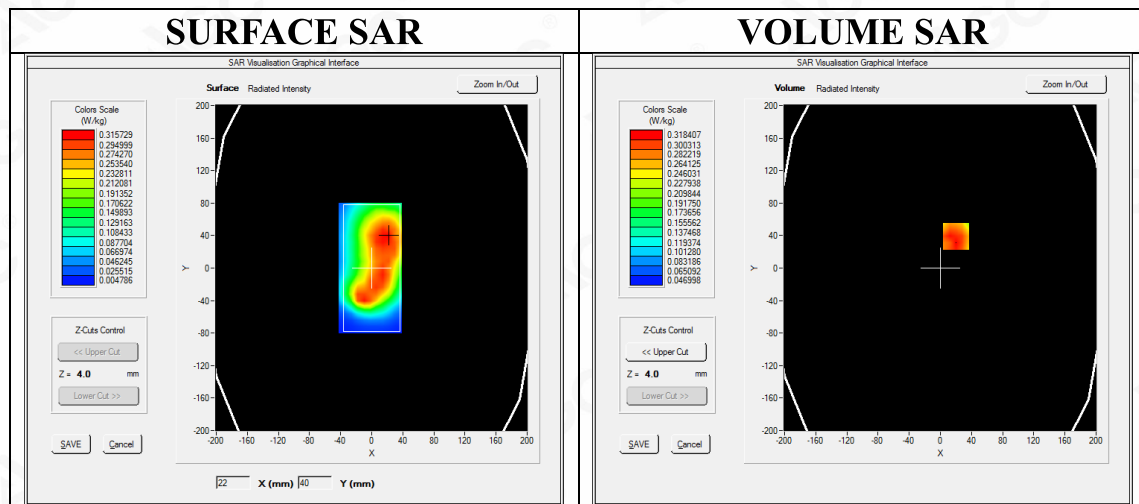 SURFACE SAR
VOLUME SAR
SAR Visualisation Graphical Interface
Surface Radiated Intensity
Zoom In/Out
Colors Scale
(W/kg)
0.315729
0.294999
0.274270
0.253540
0.232811
0.212081
0.191352
0.170622
0.149893
0.129163
0.108433
0.087704
0.066974
0.046245
0.025515
0.004786
200
160
120
80
40
0
-40
-80
-120
-160
-200
Y
-200 -160 -120 -80 -40 0 40 80 120 160 200
X
Z-Cuts Control
<< Upper Cut
Z = 4.0 mm
Lower Cut >>
SAVE Cancel
22 X (mm) 40 Y (mm)
SAR Visualisation Graphical Interface
Volume Radiated Intensity
Zoom In/Out
Colors Scale
(W/kg)
0.318407
0.300313
0.282219
0.264125
0.246031
0.227938
0.209844
0.191750
0.173656
0.155562
0.137468
0.119374
0.101280
0.083186
0.065092
0.046998
200
160
120
80
40
0
-40
-80
-120
-160
-200
Y
-200 -160 -120 -80 -40 0 40 80 120 160 200
X
Z-Cuts Control
<< Upper Cut
Z = 4.0 mm
Lower Cut >>
SAVE Cancel